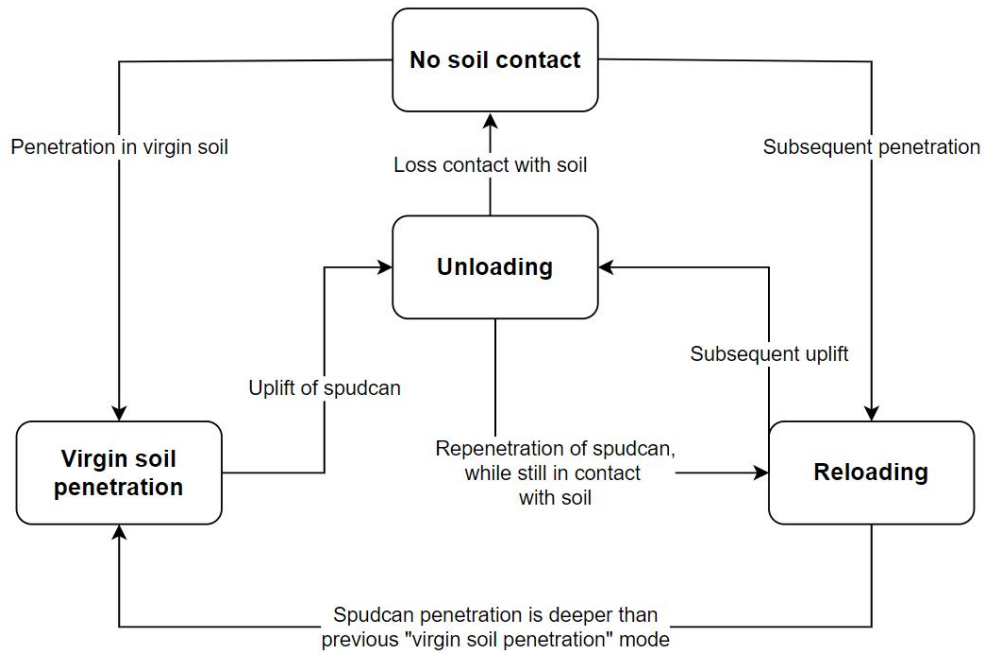 No soil contact
Penetration in virgin soil
Subsequent penetration
Loss contact with soil
Unloading
Subsequent uplift
Uplift of spudcan
Repenetration of spudcan,
while still in contact
with soil
Virgin soil
penetration
Reloading
Spudcan penetration is deeper than
previous "virgin soil penetration" mode